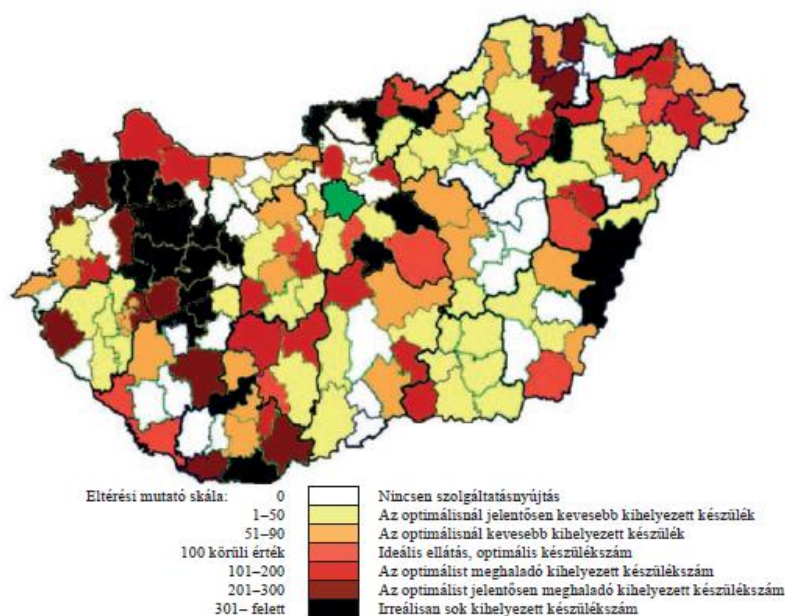 Eltérési mutató skála: 0 Nincsen szolgáltatásnyújtás
1–50 Az optimálisnál jelentősen kevesebb kihelyezett készülék
51–90 Az optimálisnál kevesebb kihelyezett készülék
100 körüli érték Ideális ellátás, optimális készülékszám
101–200 Az optimálist meghaladó kihelyezett készülékszám
201–300 Az optimálist jelentősen meghaladó kihelyezett készülékszám
301– felett Irreálisan sok kihelyezett készülékszám